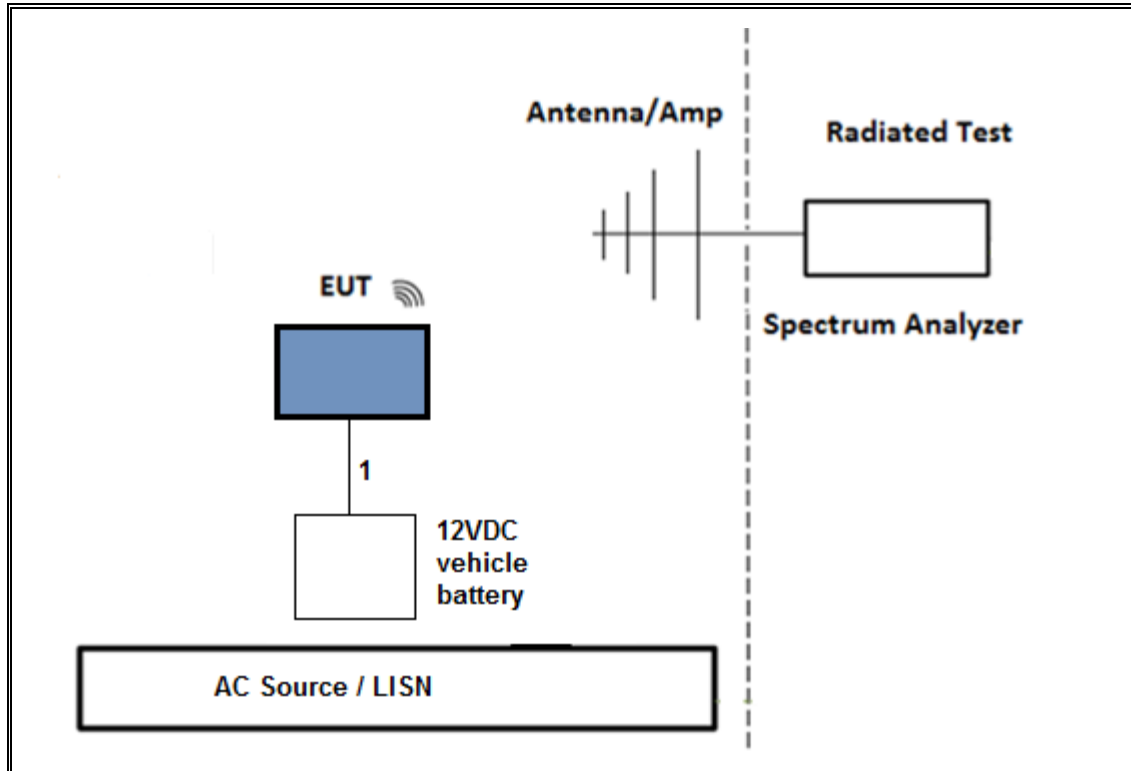 Antenna/Amp
Radiated Test
EUT
Spectrum Analyzer
1
12VDC
vehicle
battery
AC Source / LISN